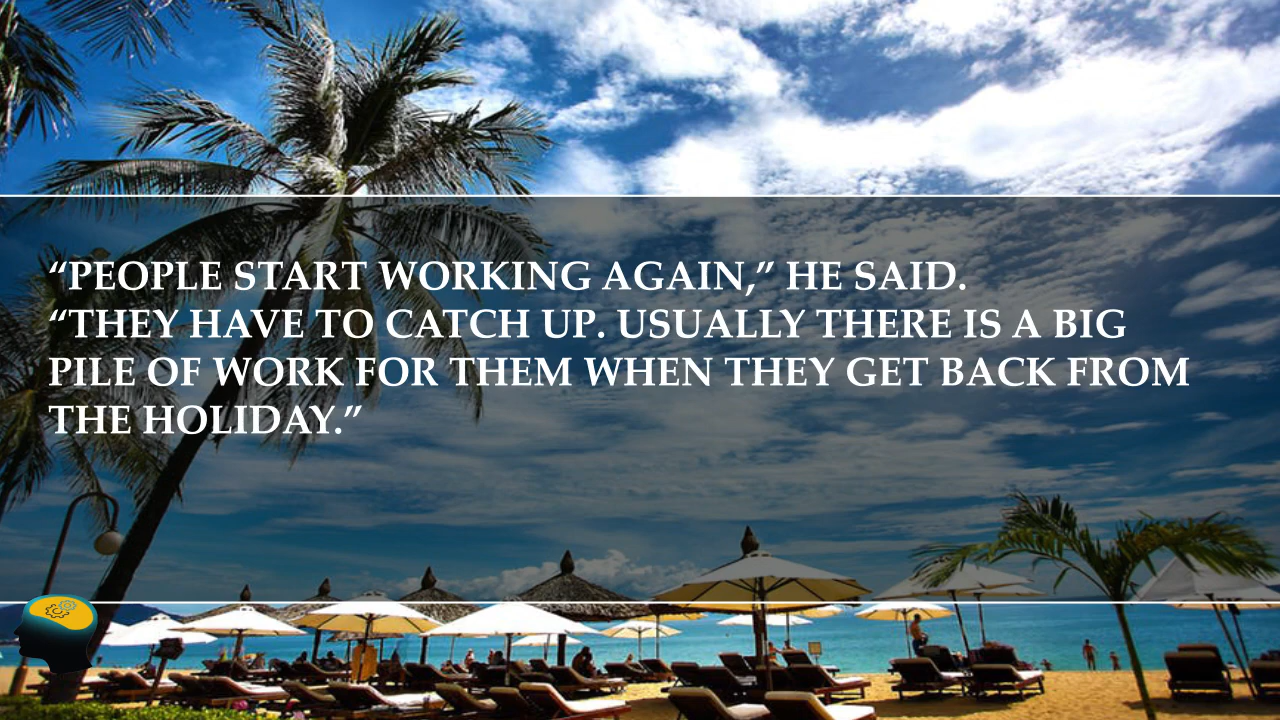 “PEOPLE START WORKING AGAIN,” HE SAID.
“THEY HAVE TO CATCH UP. USUALLY THERE IS A BIG
PILE OF WORK FOR THEM WHEN THEY GET BACK FROM
THE HOLIDAY.”